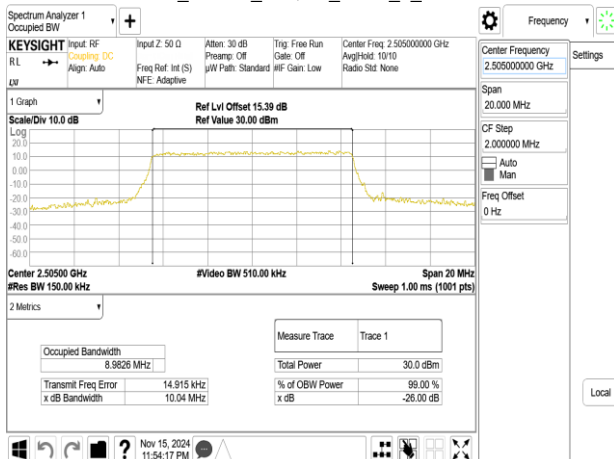 Spectrum Analyzer 1
Occupied BW
Frequency
KEYSIGHT
RL
LXI
Input: RF
Coupling: DC
Align: Auto
Input Z: 50 Ω
Freq Ref: Int (S)
NFE: Adaptive
Atten: 30 dB
Preamp: Off
µW Path: Standard
Trig: Free Run
Gate: Off
#IF Gain: Low
Center Freq: 2.505000000 GHz
Avg|Hold: 10/10
Radio Std: None
Center Frequency
2.505000000 GHz
Settings
Span
20.000 MHz
CF Step
2.000000 MHz
Auto
Man
Freq Offset
0 Hz
Local
1 Graph
Scale/Div 10.0 dB
Ref Lvl Offset 15.39 dB
Ref Value 30.00 dBm
Log
20.0
10.0
0.00
-10.0
-20.0
-30.0
-40.0
-50.0
-60.0
Center 2.50500 GHz
#Video BW 510.00 kHz
Span 20 MHz
#Res BW 150.00 kHz
Sweep 1.00 ms (1001 pts)
2 Metrics
Measure Trace Trace 1
Occupied Bandwidth
8.9826 MHz
Total Power 30.0 dBm
Transmit Freq Error 14.915 kHz
% of OBW Power 99.00 %
x dB Bandwidth 10.04 MHz
x dB -26.00 dB
?
Nov 15, 2024
11:54:17 PM